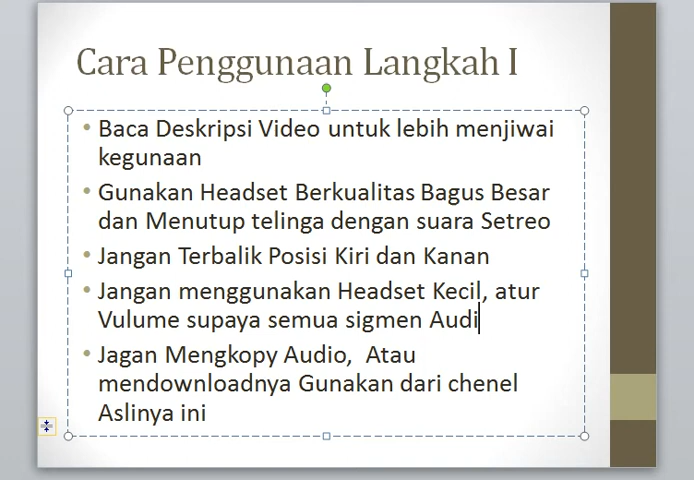 Cara Penggunaan Langkah I
• Baca Deskripsi Video untuk lebih menjiwai
kegunaan
• Gunakan Headset Berkualitas Bagus Besar
dan Menutup telinga dengan suara Setreo
• Jangan Terbalik Posisi Kiri dan Kanan
• Jangan menggunakan Headset Kecil, atur
Vulume supaya semua sigmen Audi
• Jagan Mengkopy Audio,  Atau
mendownloadnya Gunakan dari chenel
Aslinya ini